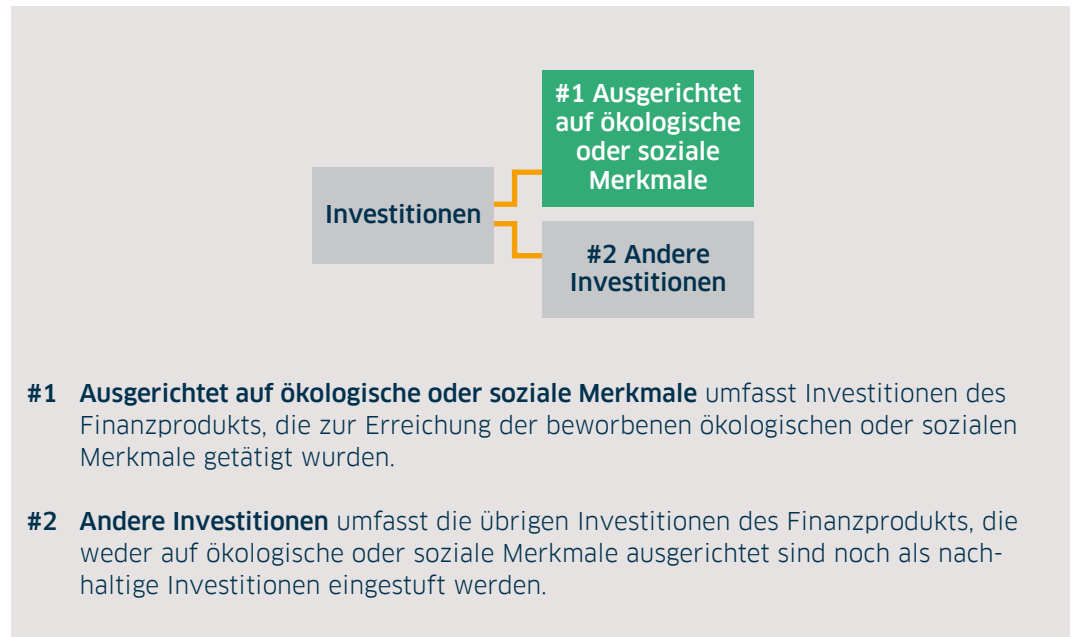 #1 Ausgerichtet
auf ökologische
oder soziale
Merkmale
Investitionen
#2 Andere
Investitionen
#1 Ausgerichtet auf ökologische oder soziale Merkmale umfasst Investitionen des
Finanzprodukts, die zur Erreichung der beworbenen ökologischen oder sozialen
Merkmale getätigt wurden.
#2 Andere Investitionen umfasst die übrigen Investitionen des Finanzprodukts, die
weder auf ökologische oder soziale Merkmale ausgerichtet sind noch als nach-
haltige Investitionen eingestuft werden.